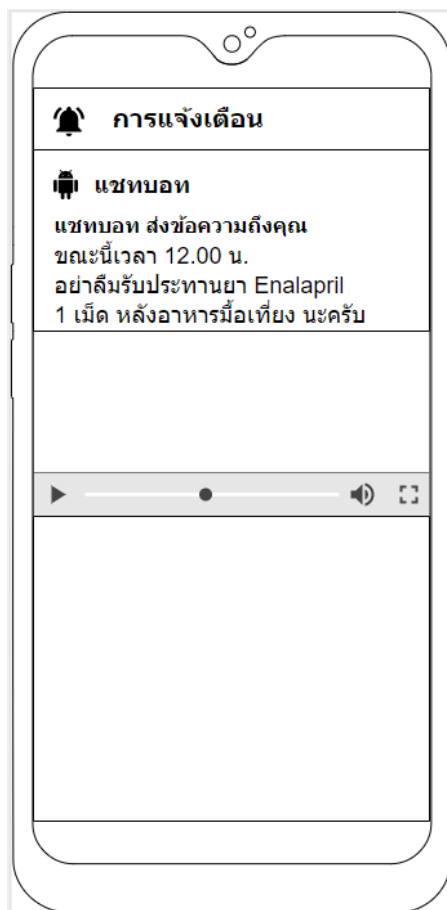 การแจ้งเตือน
แชทบอท
แชทบอท ส่งข้อความถึงคุณ
ขณะนี้เวลา 12.00 น.
อย่าลืมรับประทานยา Enalapril
1 เม็ด หลังอาหารมื้อเที่ยง นะครับ